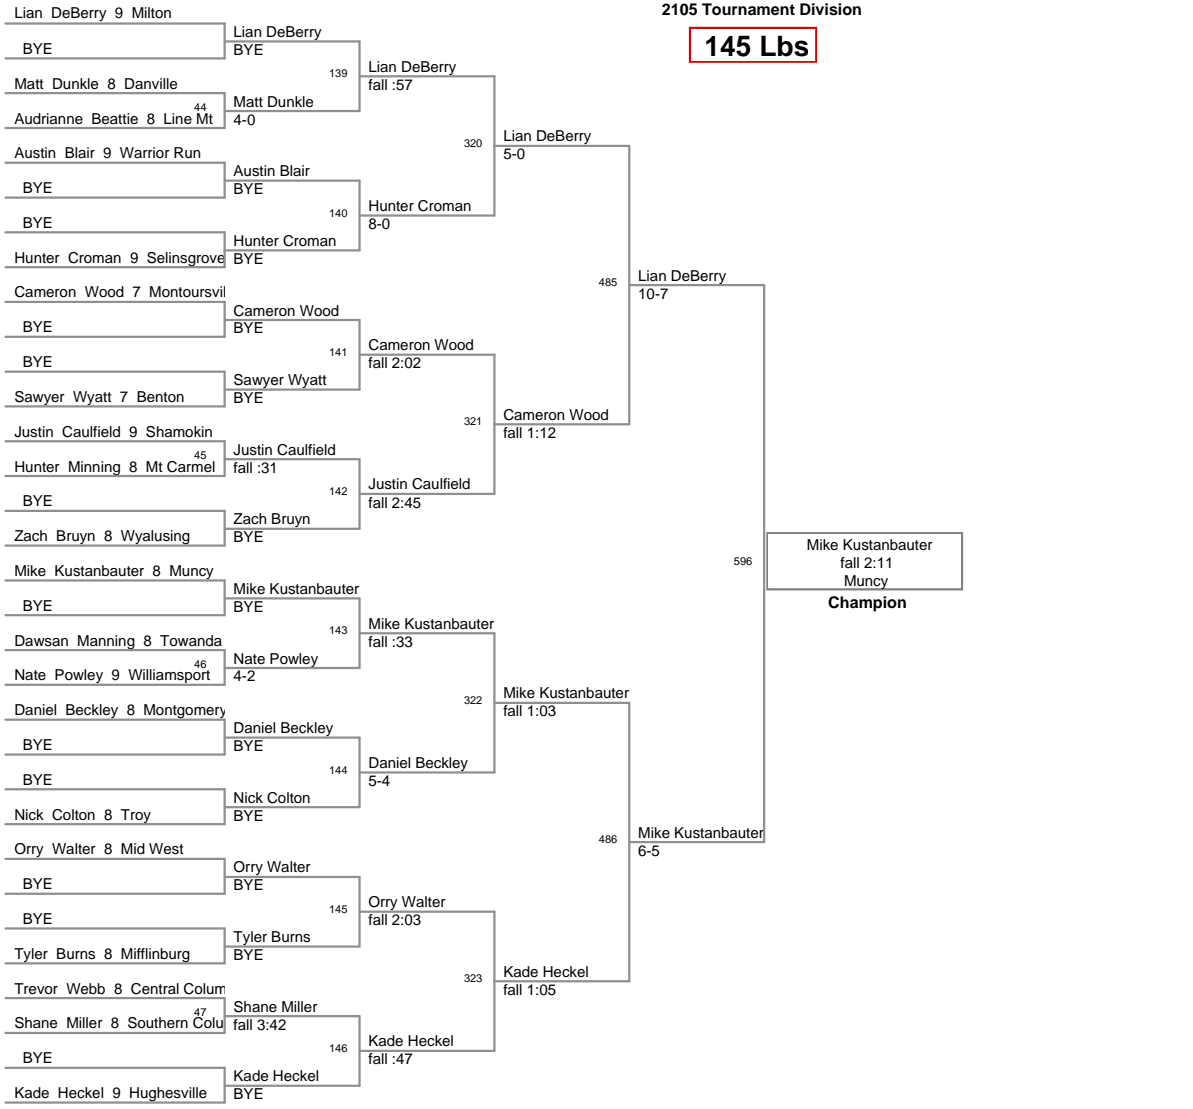 2105 Tournament Division
145 Lbs
Lian DeBerry 9 Milton
BYE
Matt Dunkle 8 Danville
44
Audrianne Beattie 8 Line Mt
Austin Blair 9 Warrior Run
BYE
BYE
Hunter Croman 9 Selinsgrove
Cameron Wood 7 Montoursvil
BYE
BYE
Sawyer Wyatt 7 Benton
Justin Caulfield 9 Shamokin
45
Hunter Minning 8 Mt Carmel
BYE
Zach Bruyn 8 Wyalusing
Mike Kustanbauter 8 Muncy
BYE
Dawsan Manning 8 Towanda
46
Nate Powley 9 Williamsport
Daniel Beckley 8 Montgomery
BYE
BYE
Nick Colton 8 Troy
Orry Walter 8 Mid West
BYE
BYE
Tyler Burns 8 Mifflinburg
Trevor Webb 8 Central Colum
47
Shane Miller 8 Southern Colu
BYE
Kade Heckel 9 Hughesville
Lian DeBerry
BYE
139
Matt Dunkle
4-0
Austin Blair
BYE
140
Hunter Croman
BYE
Cameron Wood
BYE
141
Sawyer Wyatt
BYE
Justin Caulfield
fall :31
142
Zach Bruyn
BYE
Mike Kustanbauter
BYE
143
Nate Powley
4-2
Daniel Beckley
BYE
144
Nick Colton
BYE
Orry Walter
BYE
145
Tyler Burns
BYE
Shane Miller
fall 3:42
146
Kade Heckel
BYE
Lian DeBerry
fall :57
320
Hunter Croman
8-0
Cameron Wood
fall 2:02
321
Justin Caulfield
fall 2:45
Mike Kustanbauter
fall :33
322
Daniel Beckley
5-4
Orry Walter
fall 2:03
323
Kade Heckel
fall :47
Lian DeBerry
5-0
485
Cameron Wood
fall 1:12
Mike Kustanbauter
fall 1:03
486
Kade Heckel
fall 1:05
Lian DeBerry
10-7
596
Mike Kustanbauter
6-5
Mike Kustanbauter
fall 2:11
Muncy
Champion